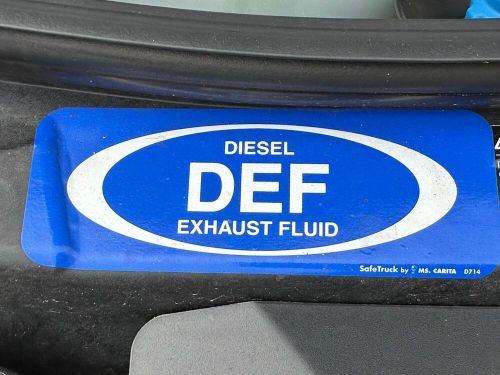 DIESEL
DEF
EXHAUST FLUID
SafeTruck by MS. CARITA D714